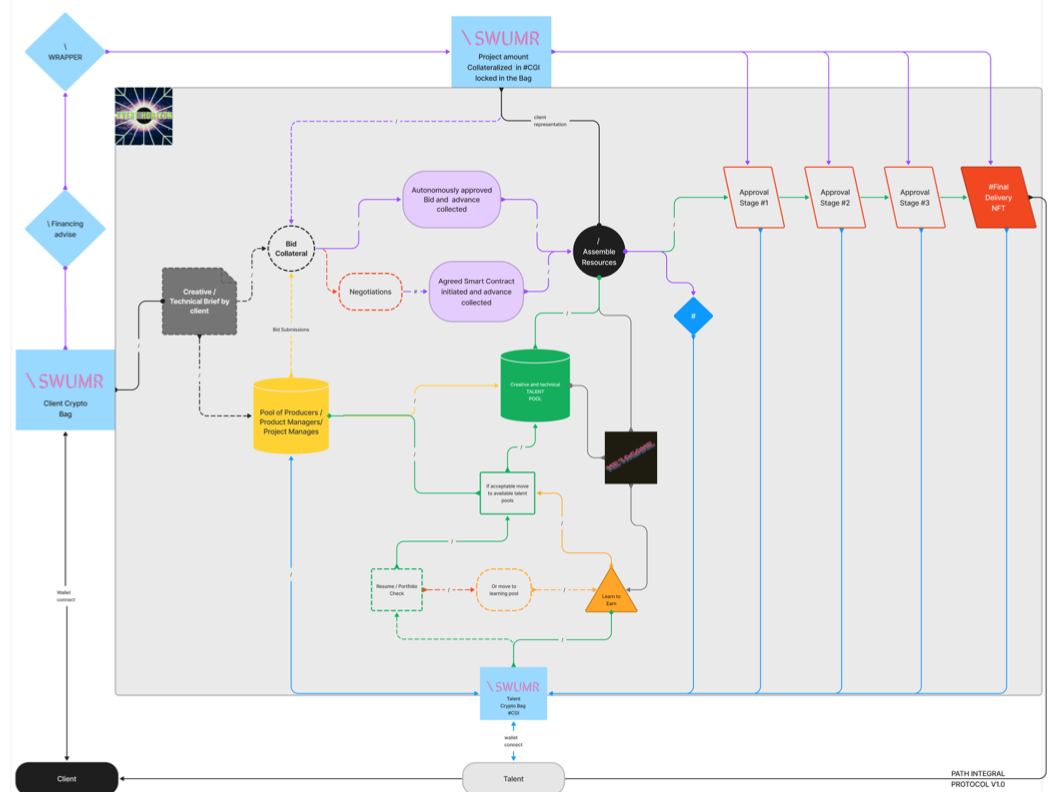 \
WRAPPER
\ SWUMR
Project amount
Collateralized in #CGI
locked in the Bag
EVENT HORIZON
/
client
representation
\ Financing
advise
Autonomously approved
Bid and advance
collected
Approval
Stage #1
Approval
Stage #2
Approval
Stage #3
#Final
Delivery
NFT
Bid
Collateral
/
Assemble
Resources
Creative /
Technical Brief by
client
Negotiations
#
Agreed Smart Contract
initiated and advance
collected
#
Bid Submissions
/
\ SWUMR
Client Crypto
Bag
Pool of Producers /
Product Managers/
Project Manages
Creative and technical
TALENT
POOL
/
METAGAME
If acceptable move
to available talent
pools
/
/
Resume / Portfolio
Check
/
Or move to
learning pool
/
Learn to
Earn
Wallet
connect
/
/
\ SWUMR
Talent
Crypto Bag
#CGI
wallet
connect
Client
Talent
PATH INTEGRAL
PROTOCOL V1.0